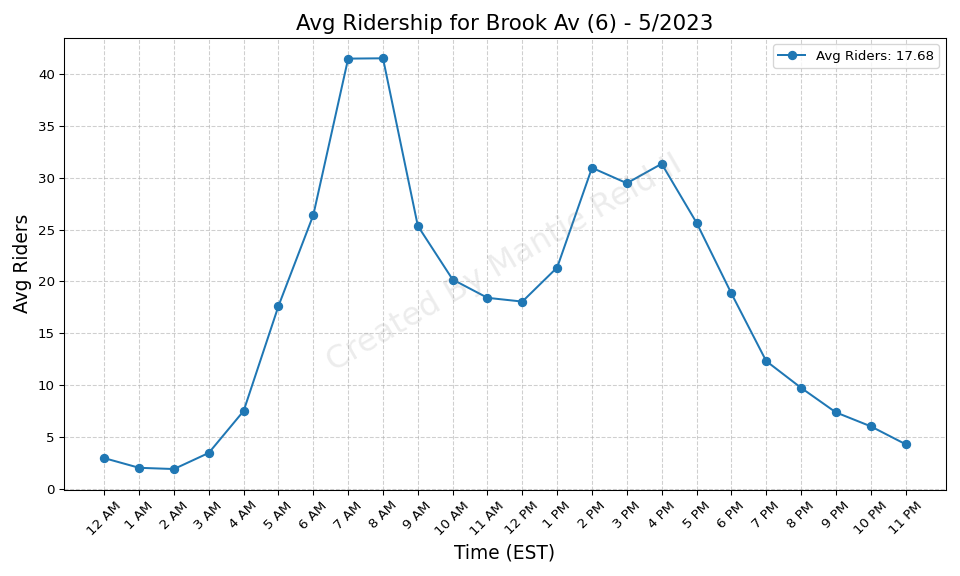 Avg Ridership for Brook Av (6) - 5/2023
Avg Riders: 17.68
Avg Riders
40
35
30
25
20
15
10
5
0
12 AM
1 AM
2 AM
3 AM
4 AM
5 AM
6 AM
7 AM
8 AM
9 AM
10 AM
11 AM
12 PM
1 PM
2 PM
3 PM
4 PM
5 PM
6 PM
7 PM
8 PM
9 PM
10 PM
11 PM
Time (EST)
Created By Mantie